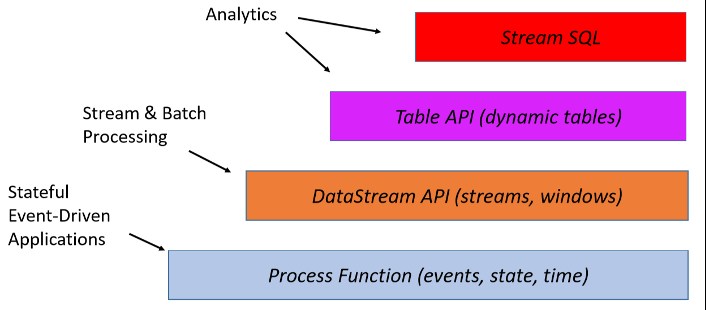 Analytics
Stream SQL
Table API (dynamic tables)
Stream & Batch
Processing
DataStream API (streams, windows)
Stateful
Event-Driven
Applications
Process Function (events, state, time)